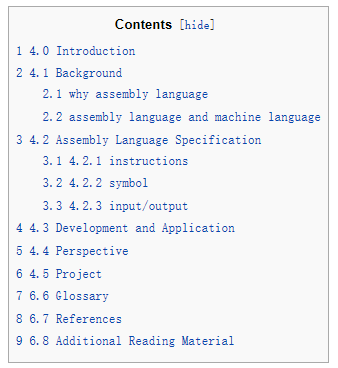 Contents [hide]
1 4.0 Introduction
2 4.1 Background
2.1 why assembly language
2.2 assembly language and machine language
3 4.2 Assembly Language Specification
3.1 4.2.1 instructions
3.2 4.2.2 symbol
3.3 4.2.3 input/output
4 4.3 Development and Application
5 4.4 Perspective
6 4.5 Project
7 6.6 Glossary
8 6.7 References
9 6.8 Additional Reading Material